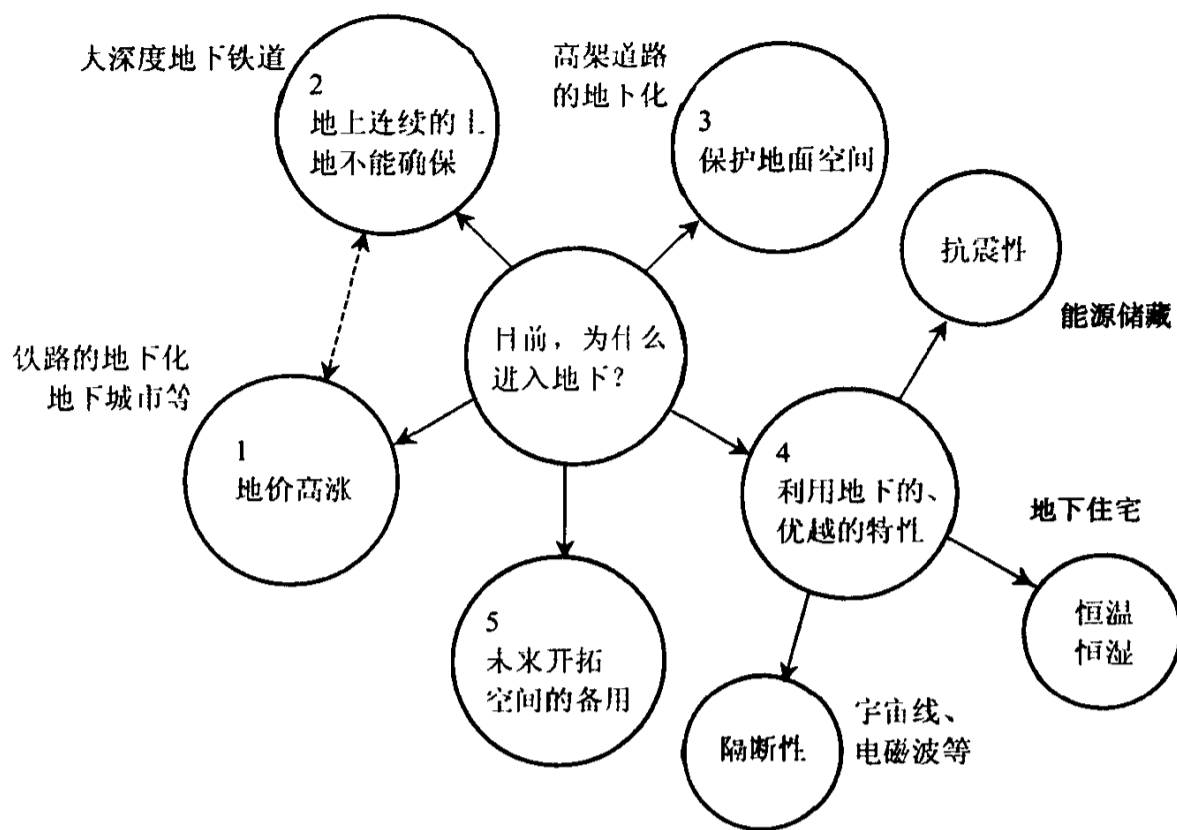 大深度地下铁道
2
地上连续的土
地不能确保
高架道路
的地下化
3
保护地面空间
抗震性
能源储藏
目前，为什么
进入地下？
铁路的地下化
地下城市等
1
地价高涨
4
利用地下的、
优越的特性
地下住宅
恒温
恒湿
5
未来开拓
空间的备用
隔断性
宇宙线、
电磁波等